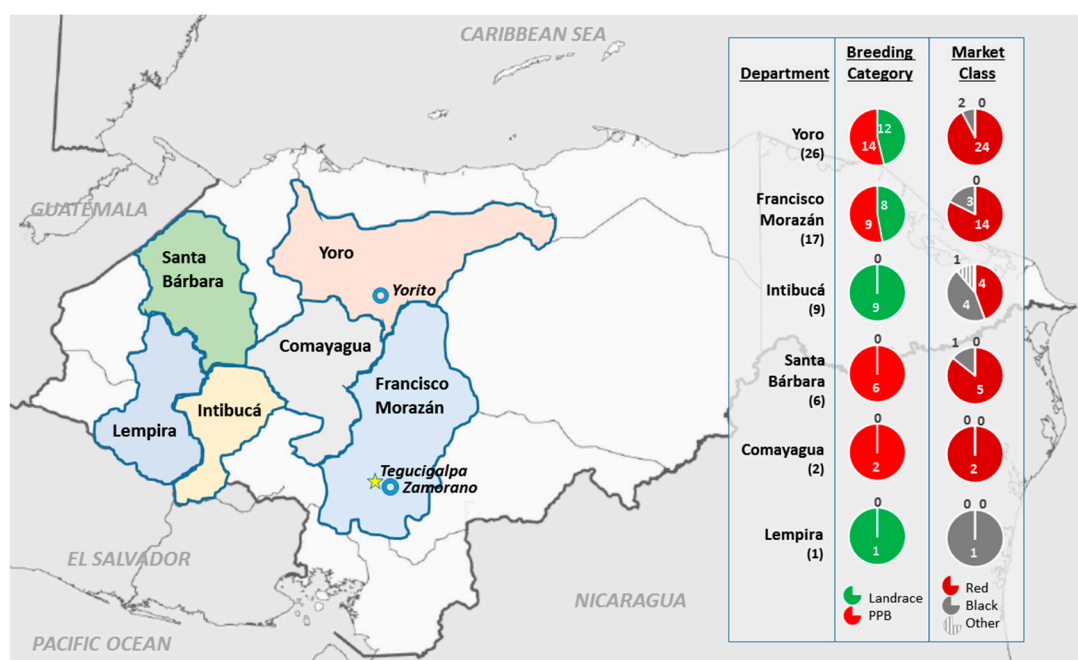 CARIBBEAN SEA
GUATEMALA
Santa
Bárbara
Yoro
Yorito
Comayagua
Francisco
Morazán
Intibucá
Lempira
Tegucigalpa
Zamorano
EL SALVADOR
NICARAGUA
PACIFIC OCEAN
Department
Breeding
Category
Market
Class
Yoro
(26)
12
14
2 0
24
Francisco
Morazán
(17)
8
9
0
3
14
Intibucá
(9)
0
9
1
4
4
Santa
Bárbara
(6)
0
6
1 0
5
Comayagua
(2)
0
2
0 0
2
Lempira
(1)
0
1
0 0
1
Landrace
PPB
Red
Black
Other